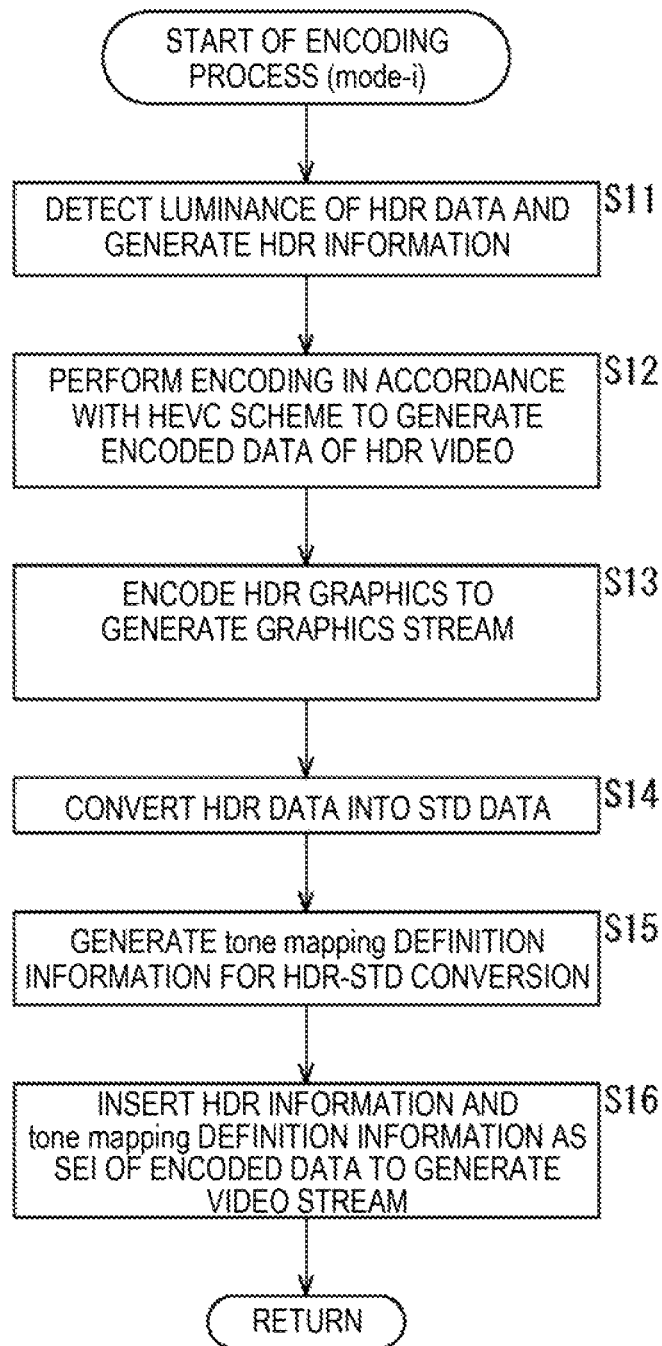 START OF ENCODING
PROCESS (mode-i)
S11
DETECT LUMINANCE OF HDR DATA AND
GENERATE HDR INFORMATION
S12
PERFORM ENCODING IN ACCORDANCE
WITH HEVC SCHEME TO GENERATE
ENCODED DATA OF HDR VIDEO
S13
ENCODE HDR GRAPHICS TO
GENERATE GRAPHICS STREAM
S14
CONVERT HDR DATA INTO STD DATA
S15
GENERATE tone mapping DEFINITION
INFORMATION FOR HDR-STD CONVERSION
S16
INSERT HDR INFORMATION AND
tone mapping DEFINITION INFORMATION AS
SEI OF ENCODED DATA TO GENERATE
VIDEO STREAM
RETURN